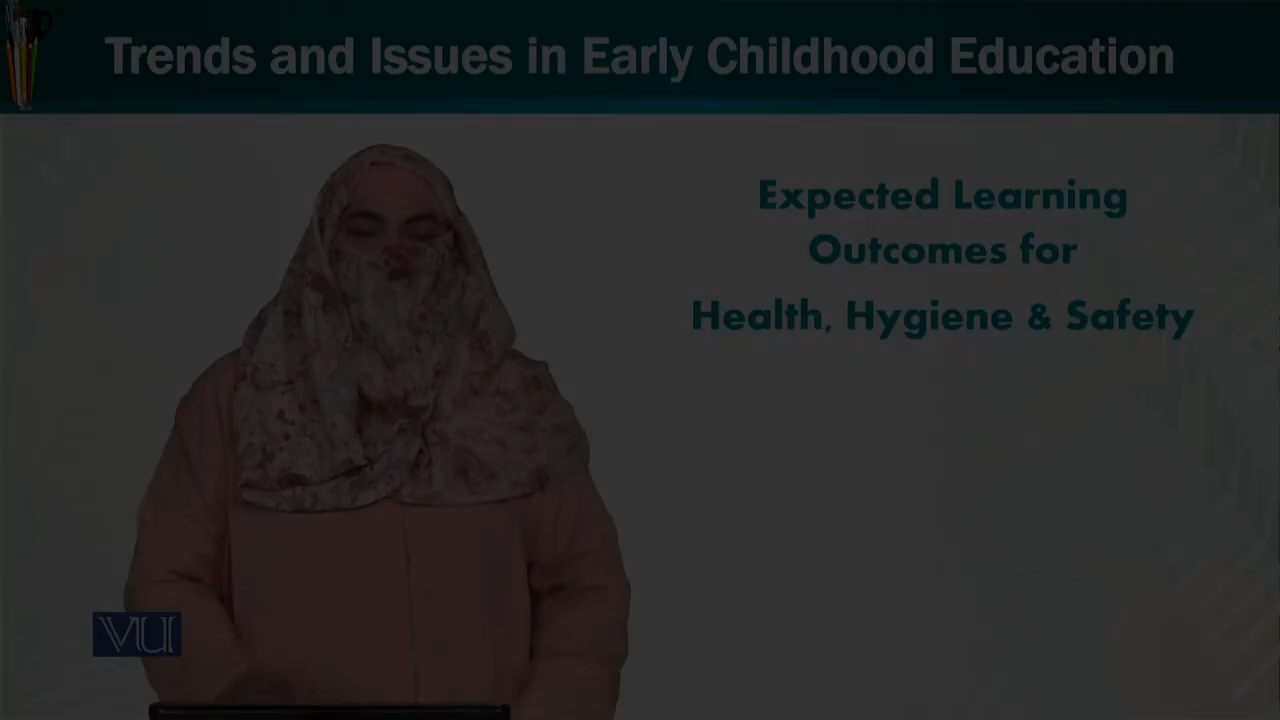 Trends and Issues in Early Childhood Education
Expected Learning
Outcomes for
Health, Hygiene & Safety
VU